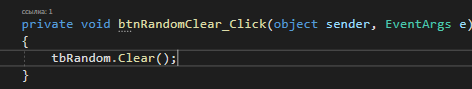 ссылка: 1
private void btnRandomClear_Click(object sender, EventArgs e)
{
tbRandom.Clear();
}